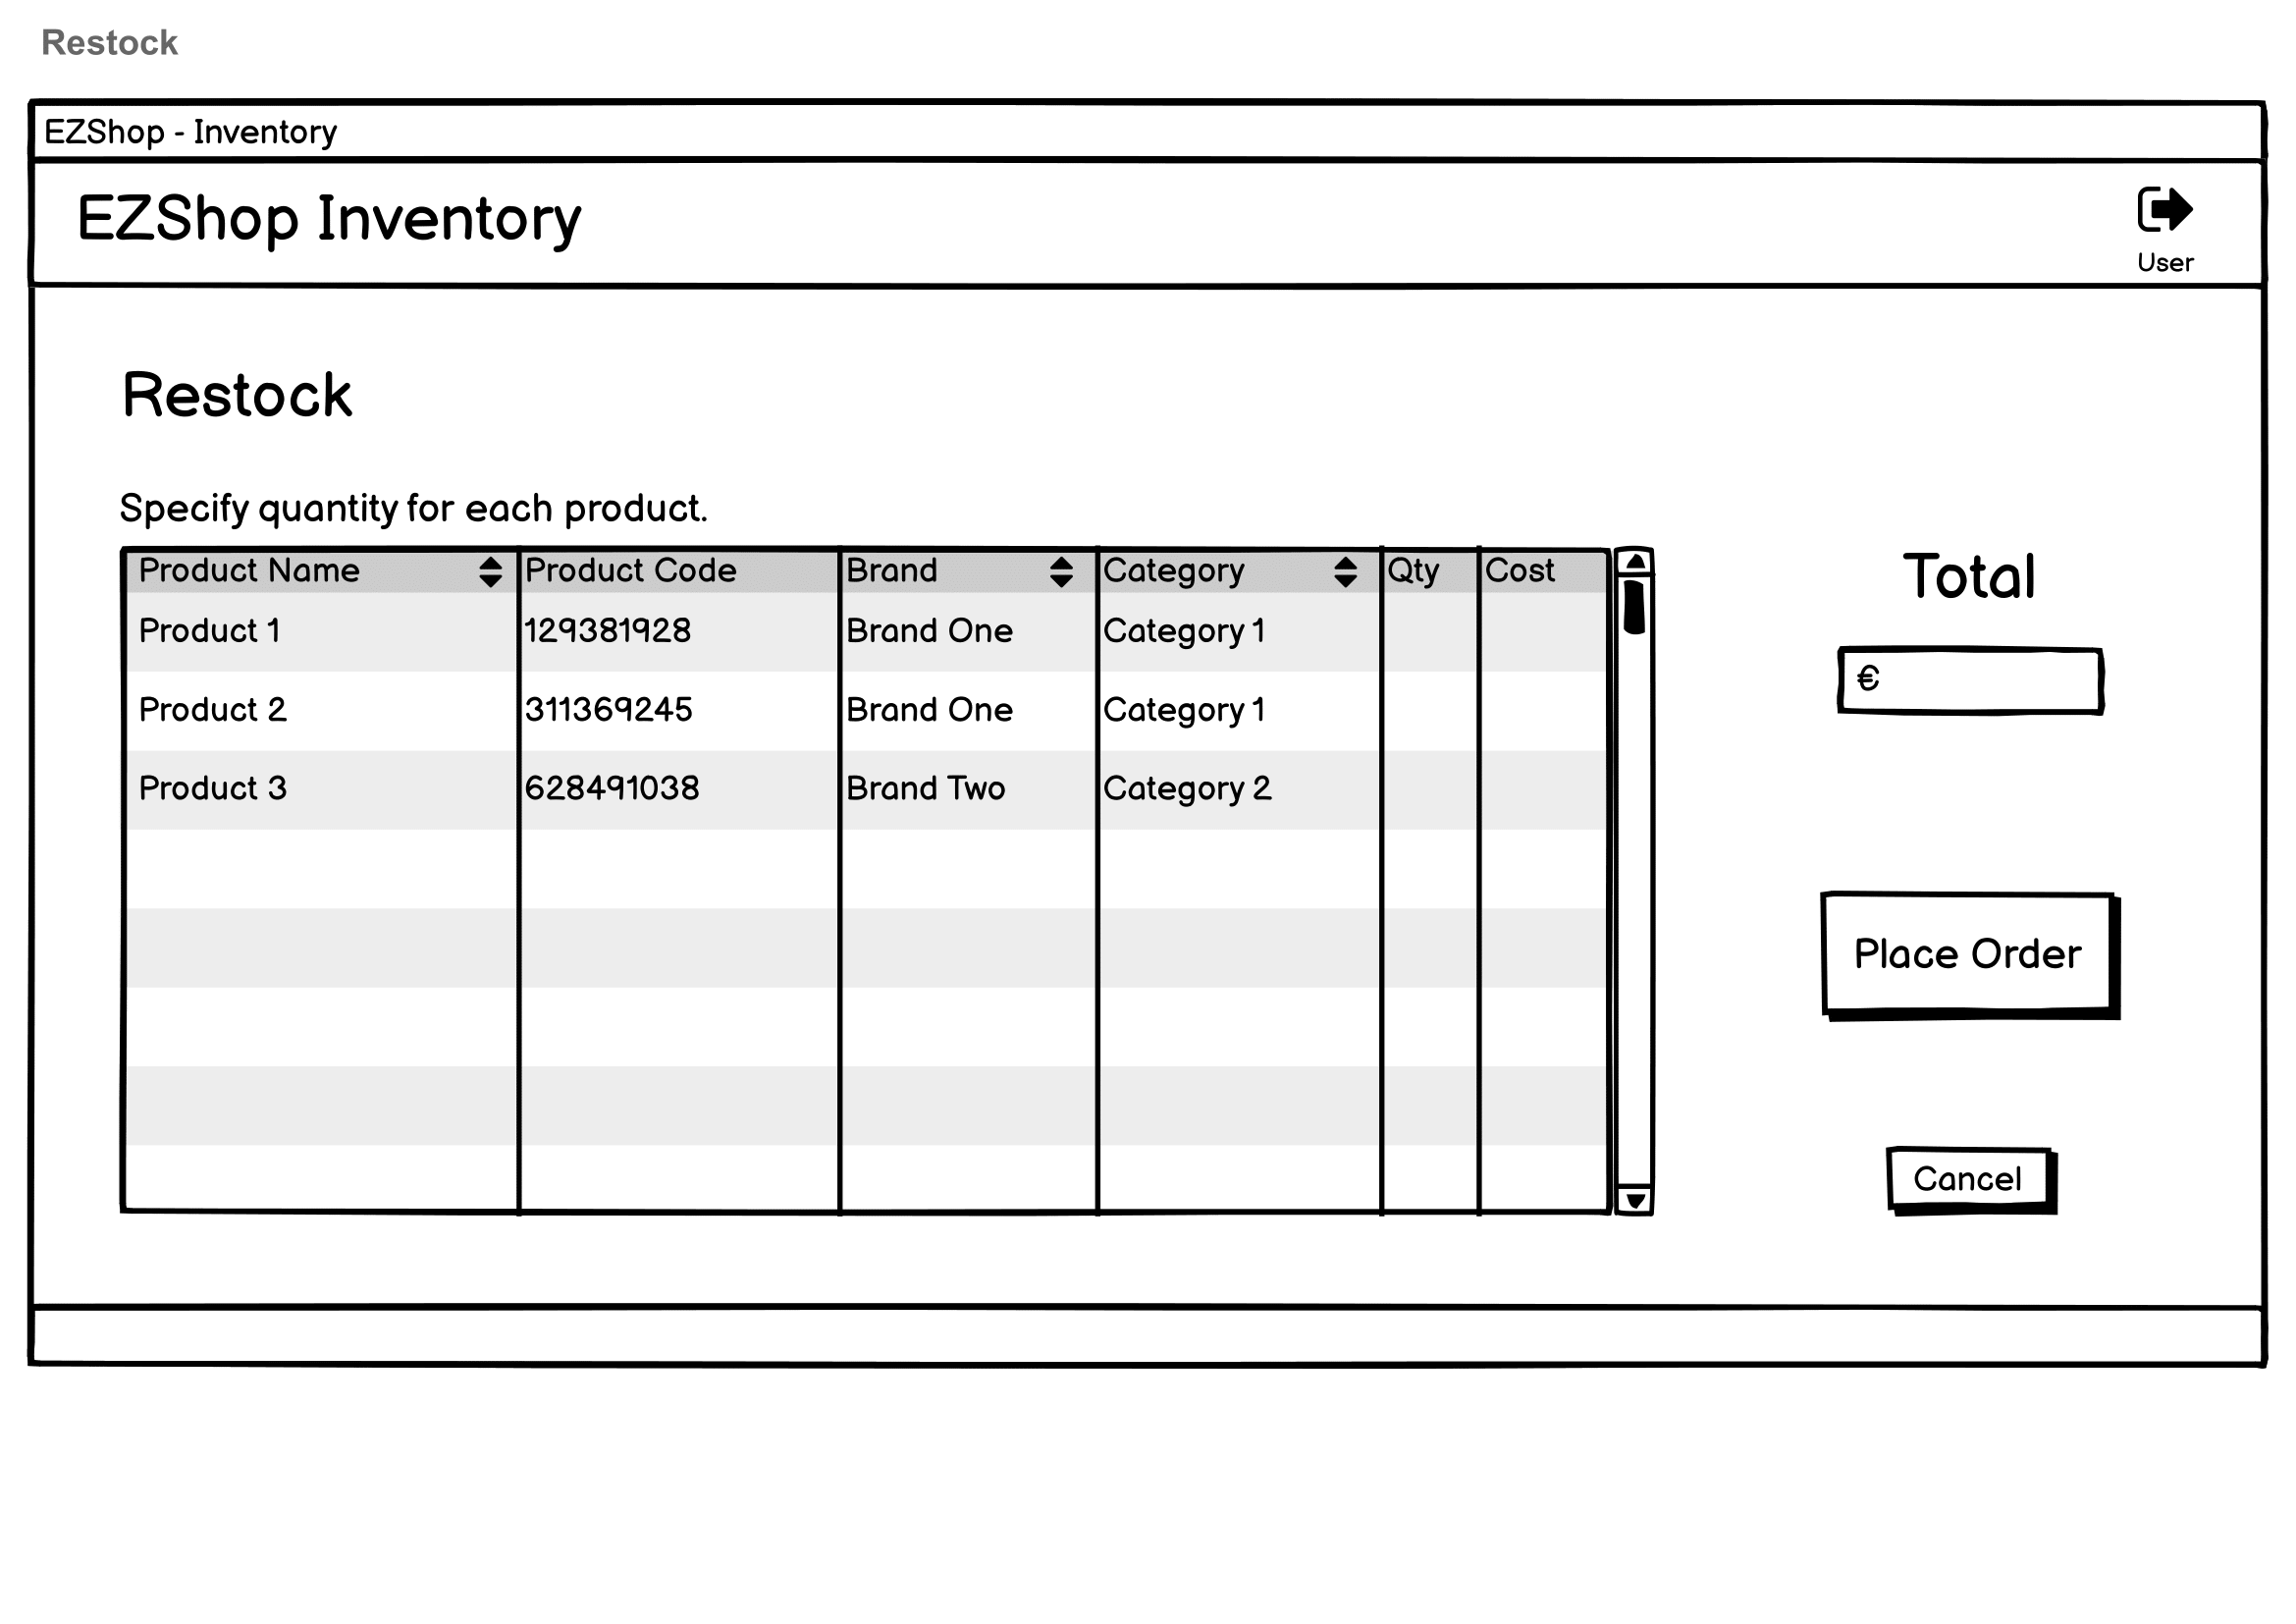 Restock
EZShop - Inventory
EZShop Inventory
User
Restock
Specify quantity for each product.
Product Name Product Code Brand Category Qty Cost
Product 1 129381928 Brand One Category 1
Product 2 311369245 Brand One Category 1
Product 3 628491038 Brand Two Category 2
Total
€
Place Order
Cancel